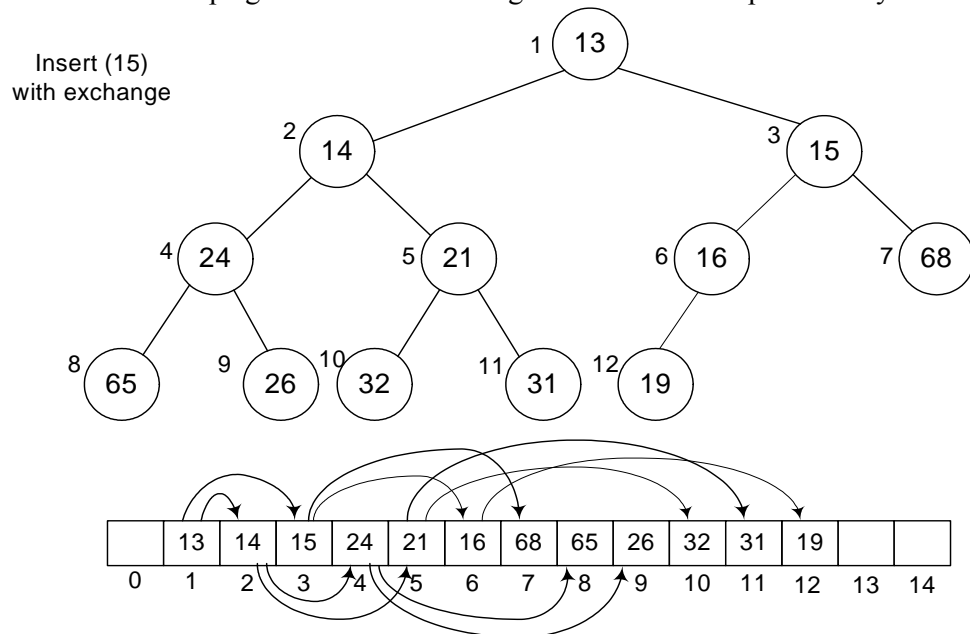 1 13
Insert (15)
with exchange
2 14 3 15
4 24 5 21 6 16 7 68
8 65 9 26 10 32 11 31 12 19
13 14 15 24 21 16 68 65 26 32 31 19
0 1 2 3 4 5 6 7 8 9 10 11 12 13 14